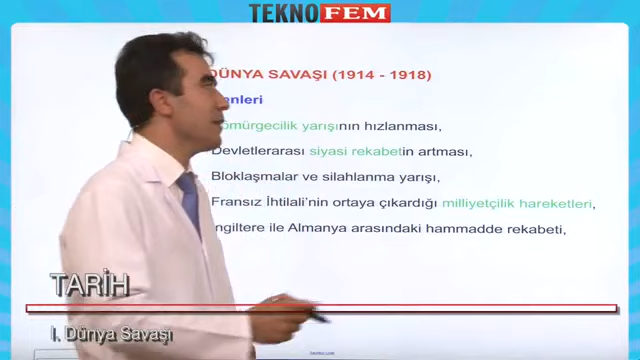 TEKNOFEM
DÜNYA SAVAŞI (1914 - 1918)
enleri
ömürgecilik yarışının hızlanması,
Devletlerarası siyasi rekabetin artması,
Bloklaşmalar ve silahlanma yarışı,
Fransız İhtilali'nin ortaya çıkardığı milliyetçilik hareketleri,
ngiltere ile Almanya arasındaki hammadde rekabeti,
TARİH
I. Dünya Savaşı